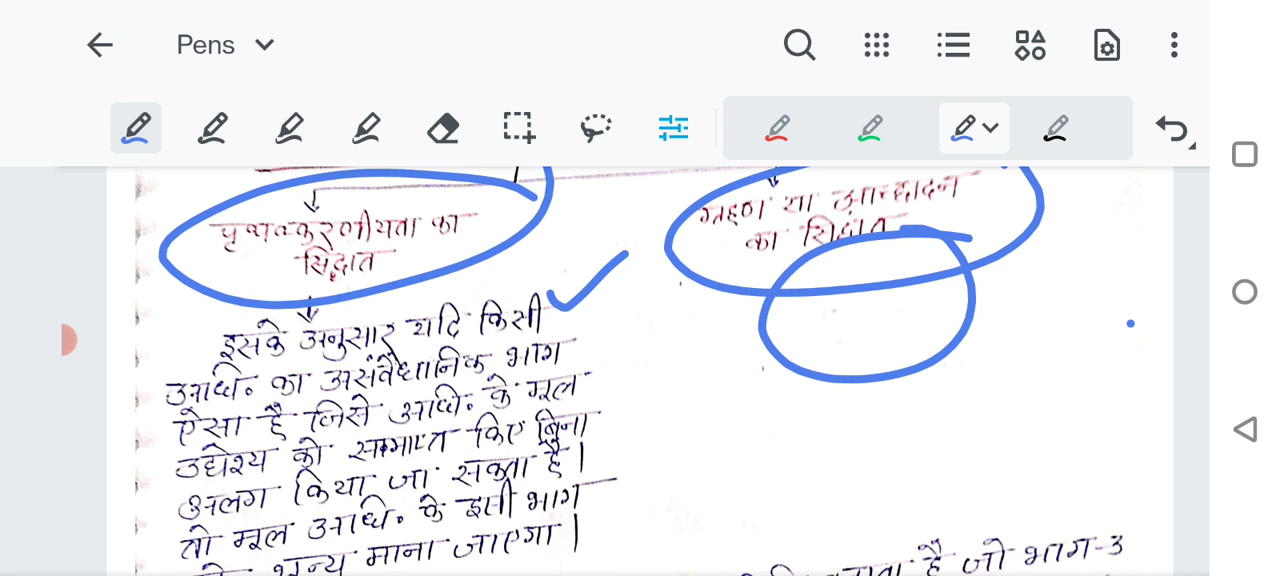 Pens
पृथक्करणीयता का
सिद्वात
ग्रहण या आच्छादन
का सिद्वांत
इसके अनुसार यदि किसी
अधि॰ का असंवैधानिक भाग
ऐसा है जिसे अधि॰ के मूल
उद्येश्य को समाप्त किए बिना
अलग किया जा सकता है।
तो मूल अधि॰ के इसी भाग
शून्य माना जाएगा।
है जो भाग-3